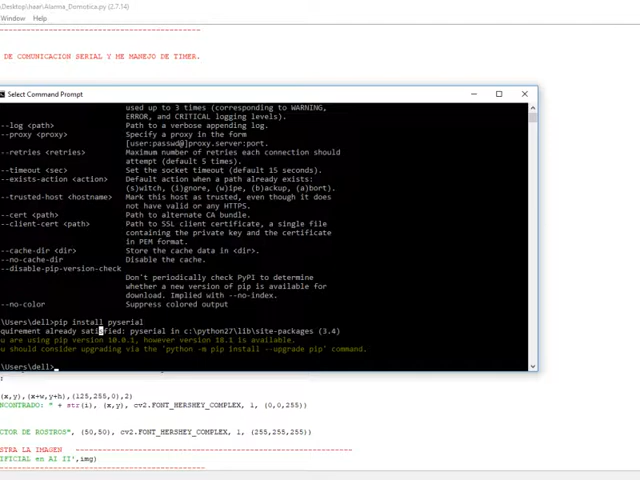 \Desktop\haar\Alanna_Domotica.py (2.7.14)
Window Help
DE COMUNICACION SERIAL Y ME MANEJO DE TIMER.
Select Command Prompt
used up to 3 times (corresponding to WARNING,
ERROR, and CRITICAL logging levels).
--log <path> Path to a verbose appending log.
--proxy <proxy> Specify a proxy in the form
[user:passwd@]proxy.server:port.
--retries <retries> Maximum number of retries each connection should
attempt (default 5 times).
--timeout <sec> Set the socket timeout (default 15 seconds).
--exists-action <action> Default action when a path already exists:
(s)witch, (i)gnore, (w)ipe, (b)ackup, (a)bort).
--trusted-host <hostname> Mark this host as trusted, even though it does
not have valid or any HTTPS.
--cert <path> Path to alternate CA bundle.
--client-cert <path> Path to SSL client certificate, a single file
containing the private key and the certificate
in PEM format.
--cache-dir <dir> Store the cache data in <dir>.
--no-cache-dir Disable the cache.
--disable-pip-version-check
Don't periodically check PyPI to determine
whether a new version of pip is available for
download. Implied with --no-index.
--no-color Suppress colored output
\Users\dell>pip install pyserial
quirement already satisfied: pyserial in c:\python27\lib\site-packages (3.4)
u are using pip version 10.0.1, however version 18.1 is available.
u should consider upgrading via the 'python -m pip install --upgrade pip' command.
\Users\dell>
:
(x,y),(x+w,y+h),(125,255,0),2)
NCONTRADO: " + str(i), (x,y), cv2.FONT_HERSHEY_COMPLEX, 1, (0,0,255))
CTOR DE ROSTROS", (50,50), cv2.FONT_HERSHEY_COMPLEX, 1, (255,255,255))
STRA LA IMAGEN
IFICIAL en AI II',img)